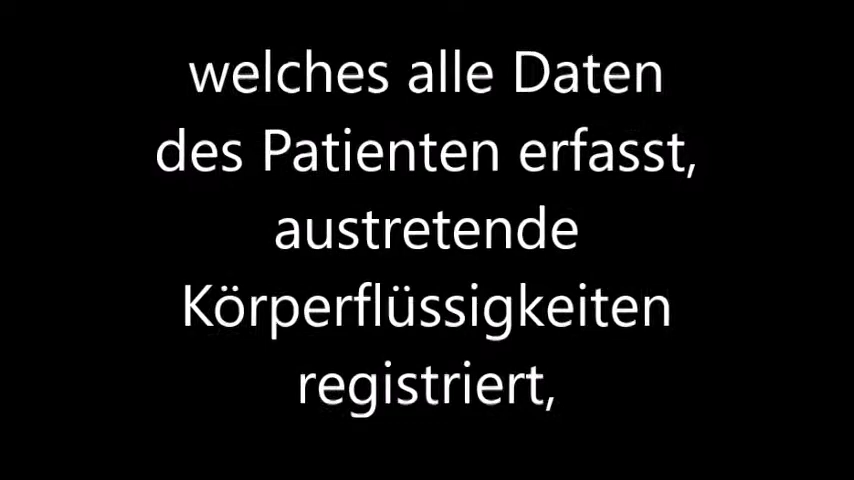 welches alle Daten
des Patienten erfasst,
austretende
Körperflüssigkeiten
registriert,